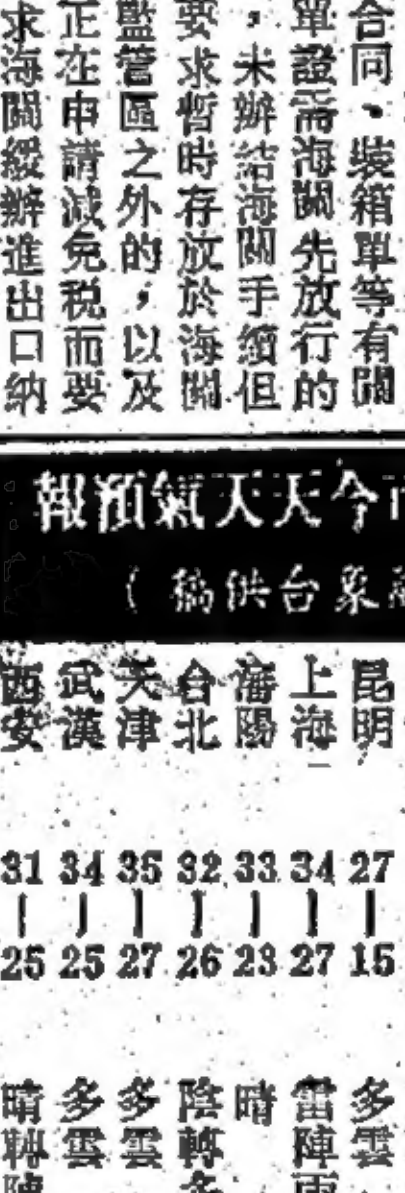 合同、裝箱單等有關
單證需海關先放行的
，未辦結海關手續但
要求暫時存放於海關
監管區之外的，以及
正在申請減免税而要
求海關緩辦進出口納
報預氣天天今
（稿供台象
昆明 27—15 多雲
上海 34—27 雷陣雨
瀋陽 33—23 晴
台北 32—26 陰轉多
天津 35—27 多雲
武漢 34—25 多雲
西安 31—25 晴轉陣